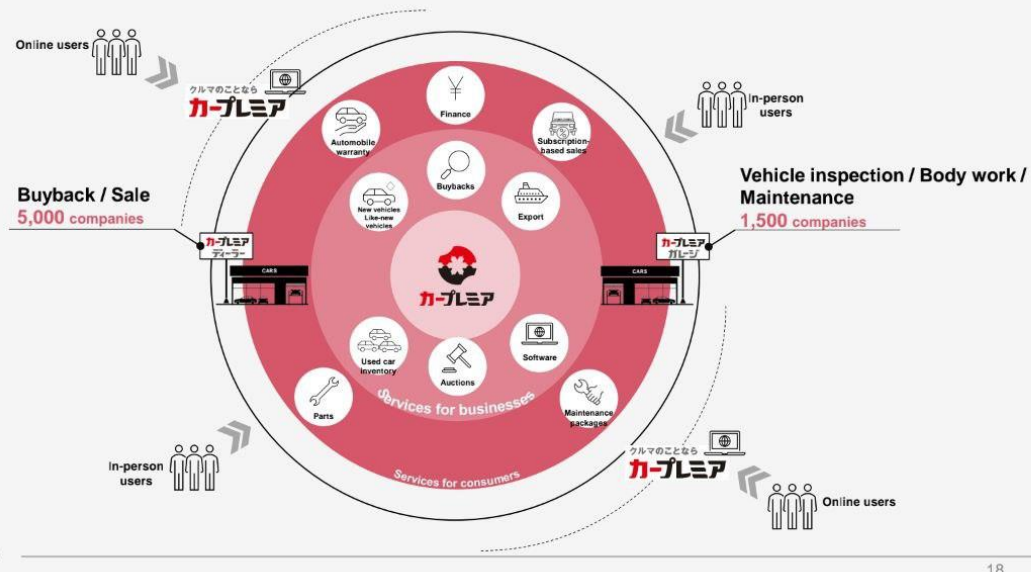 Online users
クルマのことなら
カープレミア
Finance
Automobile
warranty
Subscription-
based sales
In-person
users
Buybacks
New vehicles
Like-new
vehicles
Export
Buyback / Sale
5,000 companies
Vehicle inspection / Body work /
Maintenance
1,500 companies
カープレミア
ディーラー
CARS
カープレミア
カープレミア
ガレージ
CARS
Used car
inventory
Auctions
Software
Services for businesses
Parts
Maintenance
packages
Services for consumers
In-person
users
クルマのことなら
カープレミア
Online users
18